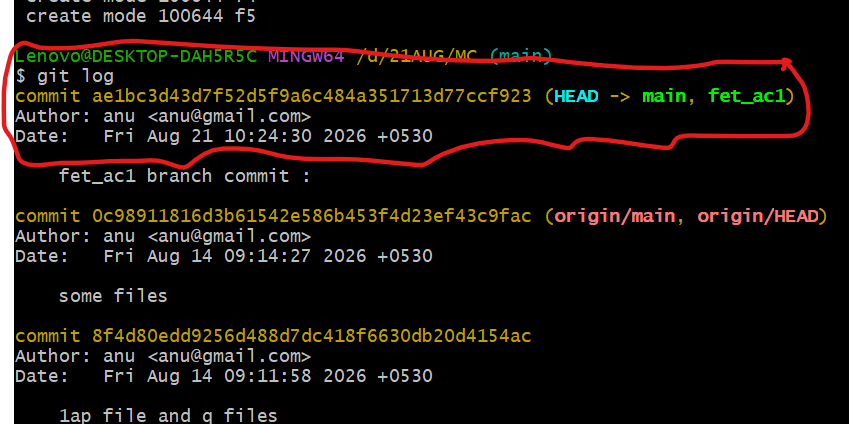 create mode 100644 f5
Lenovo@DESKTOP-DAH5R5C MINGW64 /d/21AUG/MC (main)
$ git log
commit ae1bc3d43d7f52d5f9a6c484a351713d77ccf923 (HEAD -> main, fet_ac1)
Author: anu <anu@gmail.com>
Date:   Fri Aug 21 10:24:30 2026 +0530
fet_ac1 branch commit :
commit 0c98911816d3b61542e586b453f4d23ef43c9fac (origin/main, origin/HEAD)
Author: anu <anu@gmail.com>
Date:   Fri Aug 14 09:14:27 2026 +0530
some files
commit 8f4d80edd9256d488d7dc418f6630db20d4154ac
Author: anu <anu@gmail.com>
Date:   Fri Aug 14 09:11:58 2026 +0530
1ap file and q files